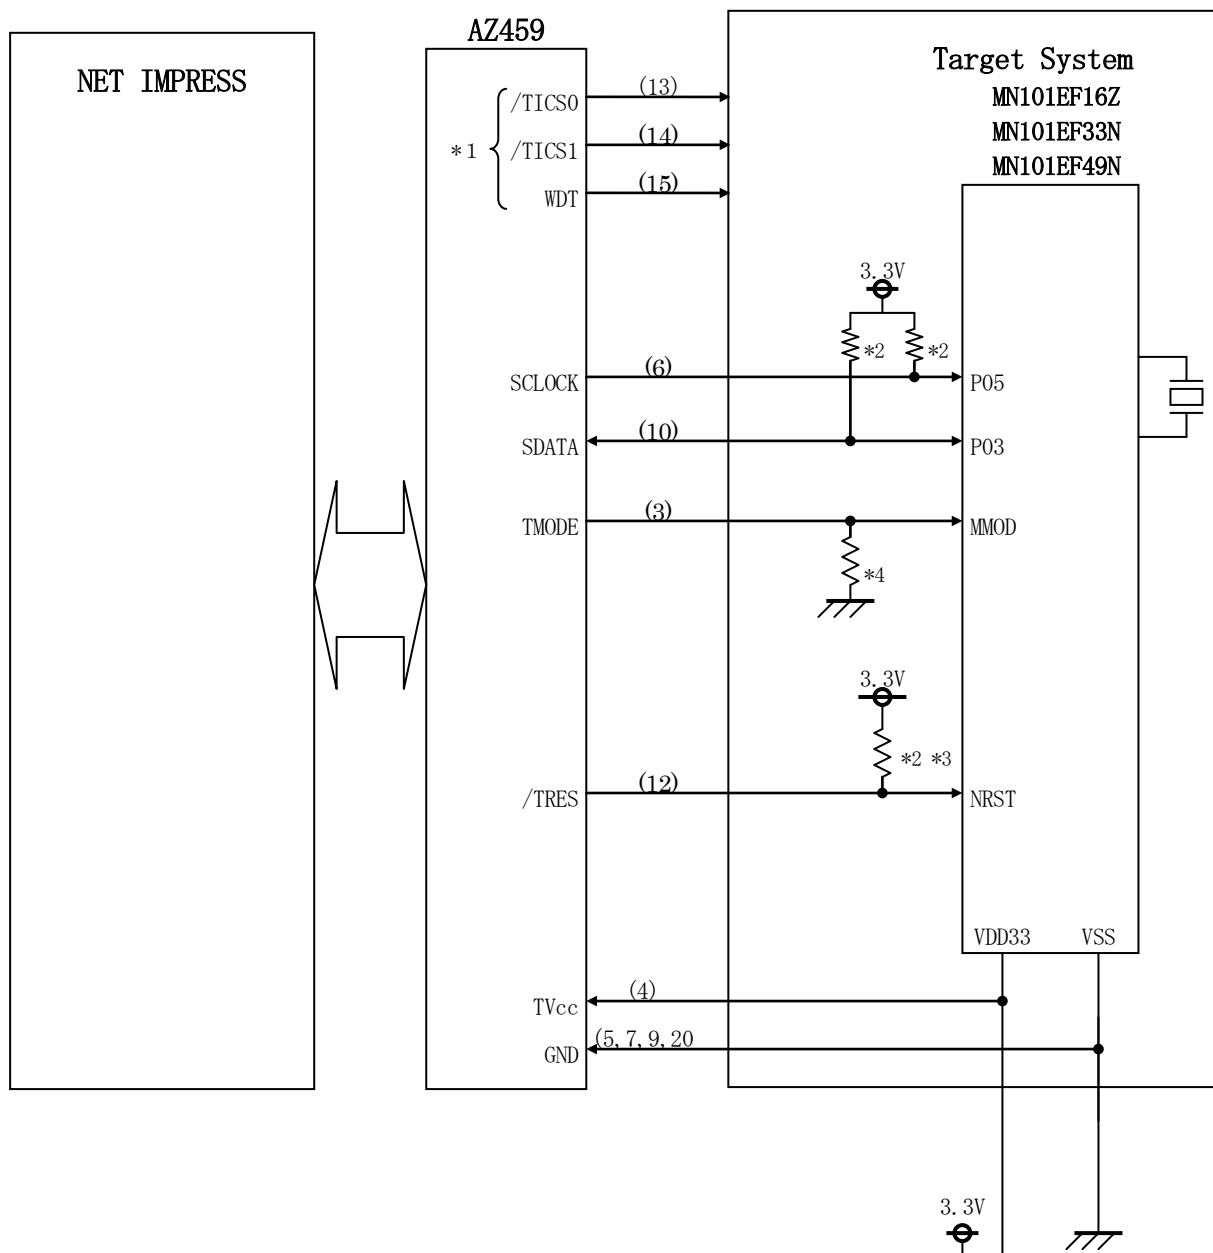 AZ459
NET IMPRESS
Target System
MN101EF16Z
MN101EF33N
MN101EF49N
*1
/TICS0
(13)
/TICS1
(14)
WDT
(15)
3.3V
*2
*2
SCLOCK
(6)
P05
SDATA
(10)
P03
TMODE
(3)
MMOD
*4
3.3V
*2 *3
/TRES
(12)
NRST
VDD33
VSS
TVcc
(4)
GND
(5,7,9,20
3.3V